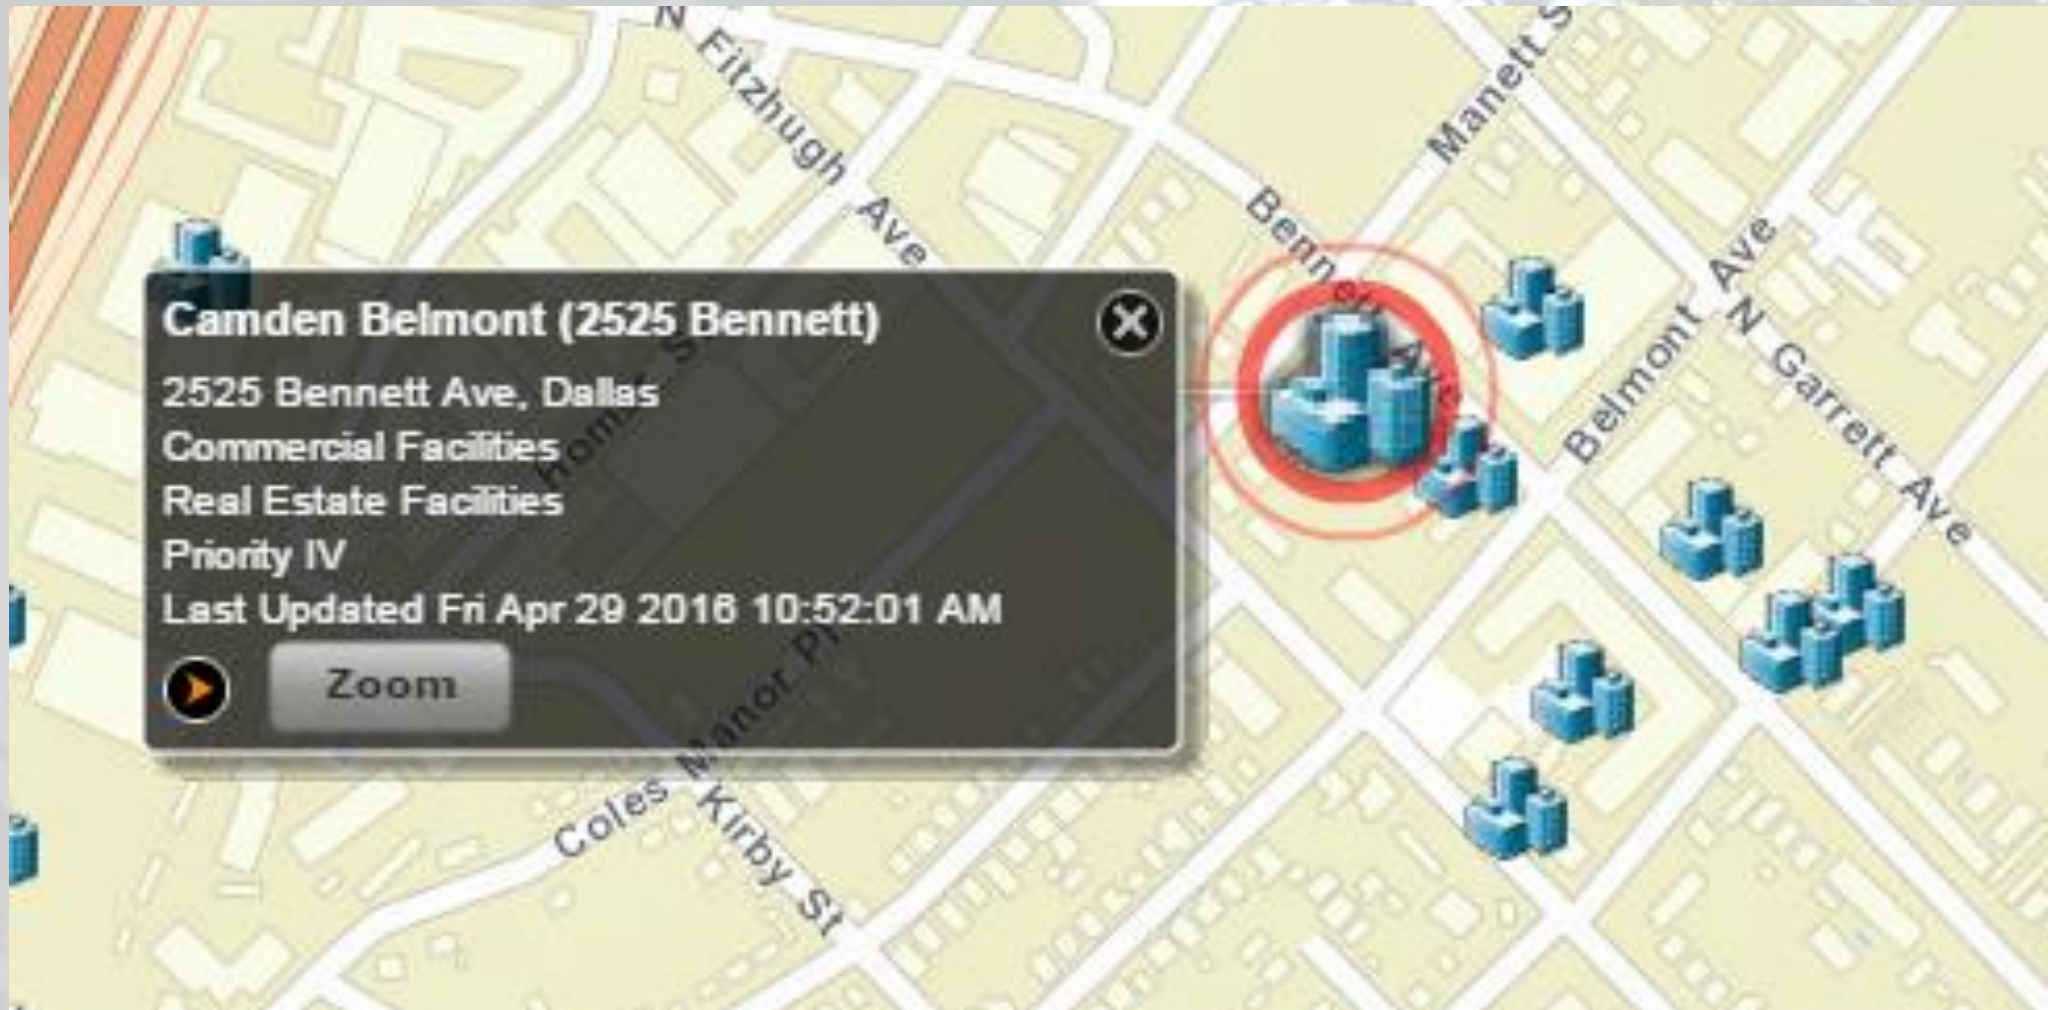 N Fitzhugh Ave
Manett S
Bennett Ave
Camden Belmont (2525 Bennett)
2525 Bennett Ave, Dallas
Commercial Facilities
Real Estate Facilities
Priority IV
Last Updated Fri Apr 29 2016 10:52:01 AM
Zoom
Belmont Ave
N Garrett Ave
Coles Manor Pl
Kirby St